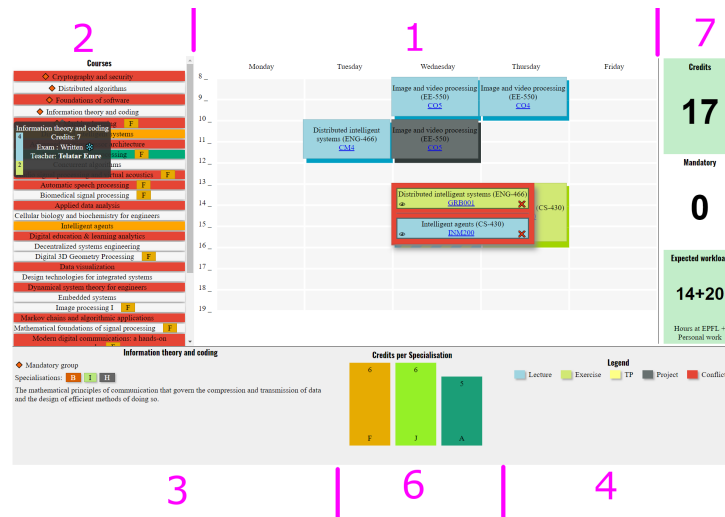 2
1
7
Courses
Cryptography and security
Distributed algorithms
Foundations of software
Information theory and coding
F
Information theory and coding
Credits: 7
Exam : Written
Teacher: Telatar Emre
4
2
systems
architecture
F
F
Automatic speech processing F
Biomedical signal processing F
Applied data analysis
Cellular biology and biochemistry for engineers
Intelligent agents
Digital education & learning analytics
Decentralized systems engineering
Digital 3D Geometry Processing F
Data visualization
Design technologies for integrated systems
Dynamical system theory for engineers
Embedded systems
Image processing I F
Markov chains and algorithmic applications
Mathematical foundations of signal processing F
Modern digital communications: a hands-on
Monday Tuesday Wednesday Thursday Friday
8
9
10
11
12
13
14
15
16
17
18
19
Image and video processing
(EE-550)
CO5
Image and video processing
(EE-550)
CO4
Distributed intelligent
systems (ENG-466)
CM4
Image and video processing
(EE-550)
CO5
Distributed intelligent systems (ENG-466)
GRB001
Intelligent agents (CS-430)
INM200
(CS-430)
Credits
17
Mandatory
0
Expected workload
14+20
Hours at EPFL +
Personal work
Information theory and coding
Mandatory group
Specialisations: B I H
The mathematical principles of communication that govern the compression and transmission of data
and the design of efficient methods of doing so.
Credits per Specialisation
6 6 5
F J A
Legend
Lecture Exercise TP Project Conflict
3
6
4